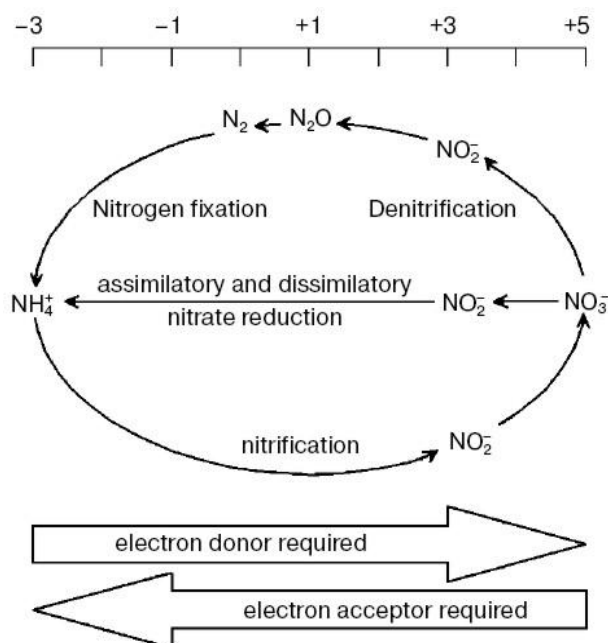 −3 −1 +1 +3 +5
N₂ N₂O
NO₂⁻
Nitrogen fixation Denitrification
assimilatory and dissimilatory
NH₄⁺ NO₂⁻ NO₃⁻
nitrate reduction
NO₂⁻
nitrification
electron donor required
electron acceptor required